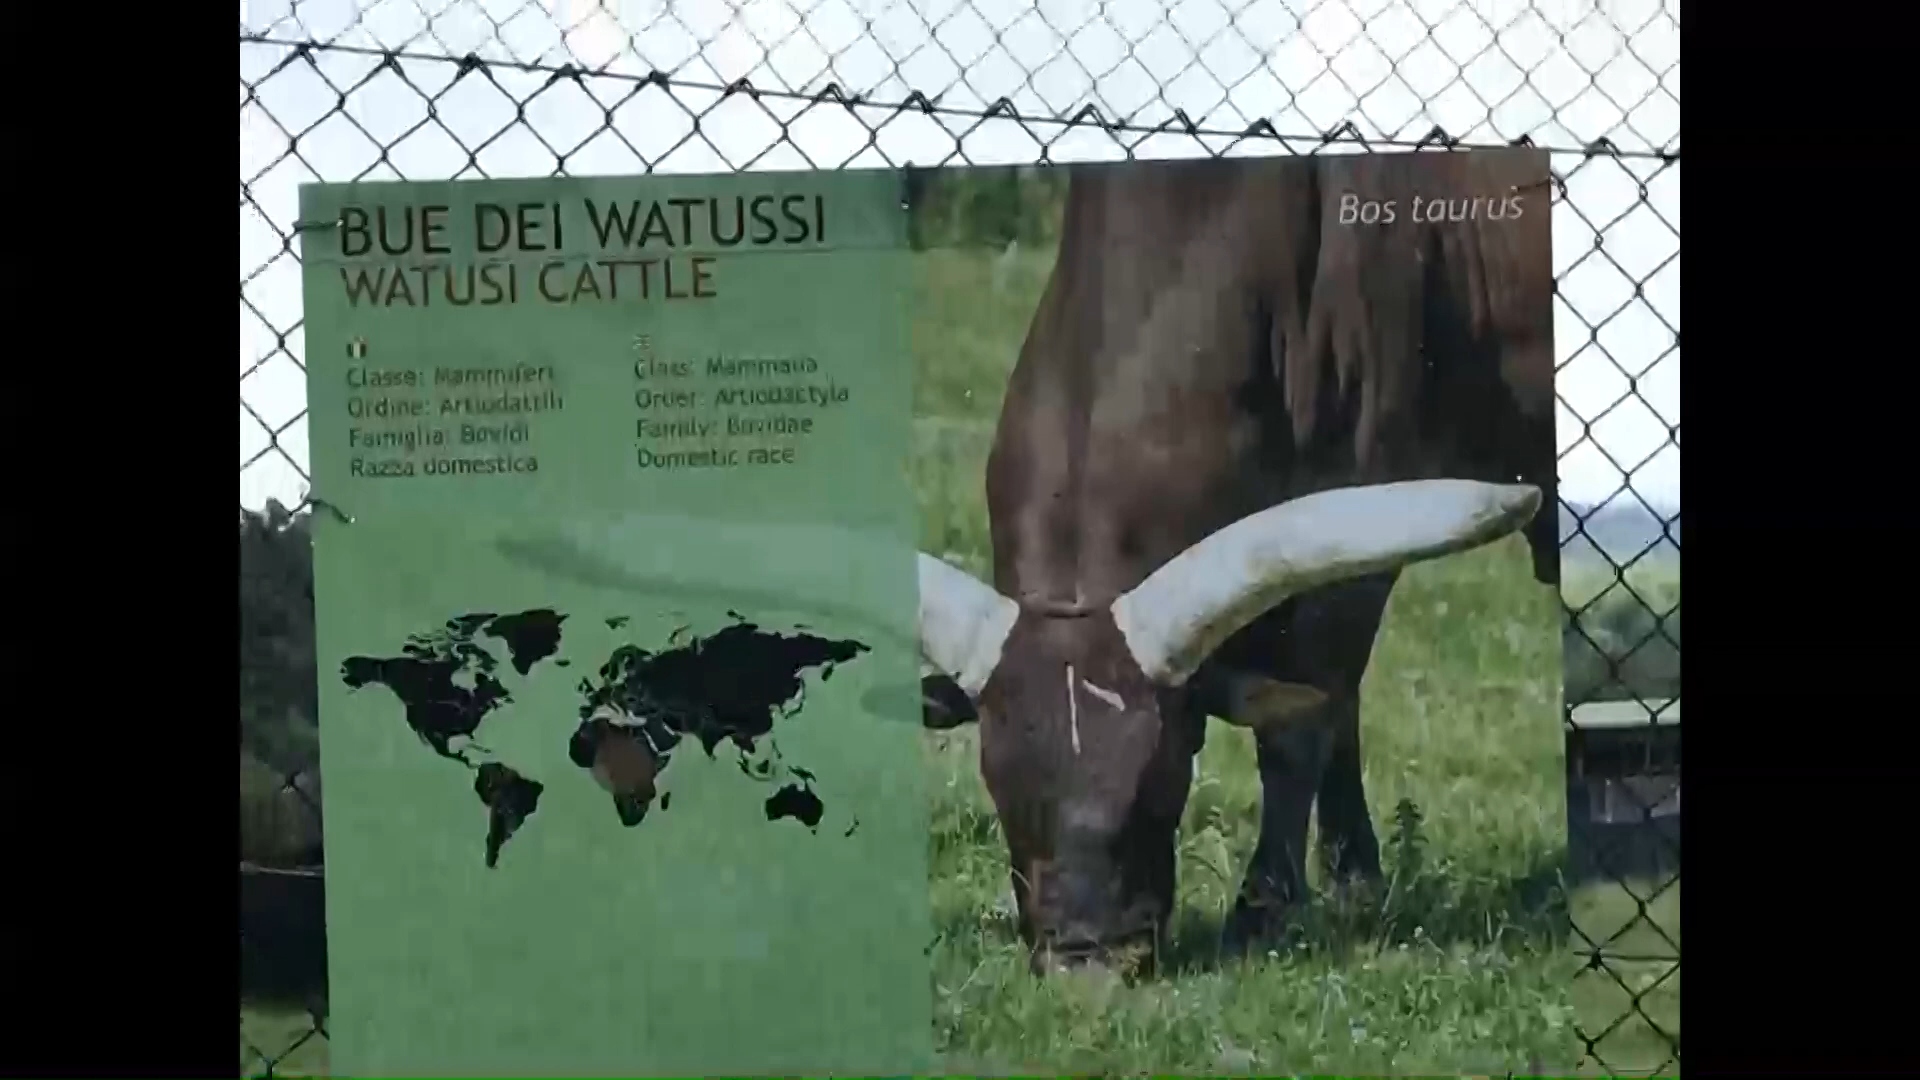 BUE DEI WATUSSI
WATUSI CATTLE
Bos taurus
Classe: Mammiferi
Ordine: Artiodattili
Famiglia: Bovidi
Razza domestica
Class: Mammalia
Order: Artiodactyla
Family: Bovidae
Domestic race